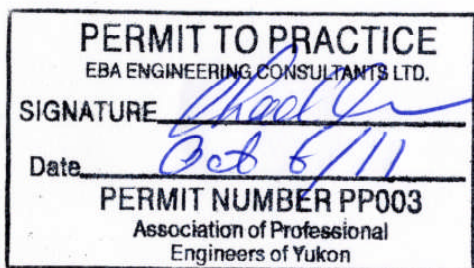 PERMIT TO PRACTICE
EBA ENGINEERING CONSULTANTS LTD.
SIGNATURE
Date Oct 6/11
PERMIT NUMBER PP003
Association of Professional
Engineers of Yukon